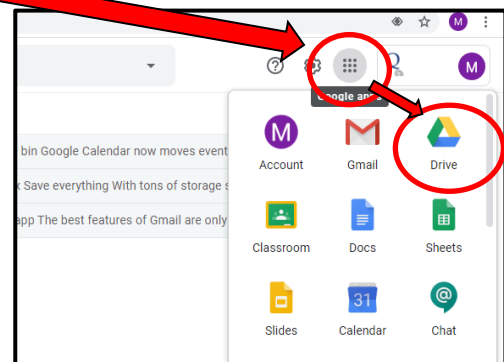 M
M
Google apps
bin Google Calendar now moves event
Save everything With tons of storage s
app The best features of Gmail are only
M
Account Gmail Drive
Classroom Docs Sheets
31
Slides Calendar Chat